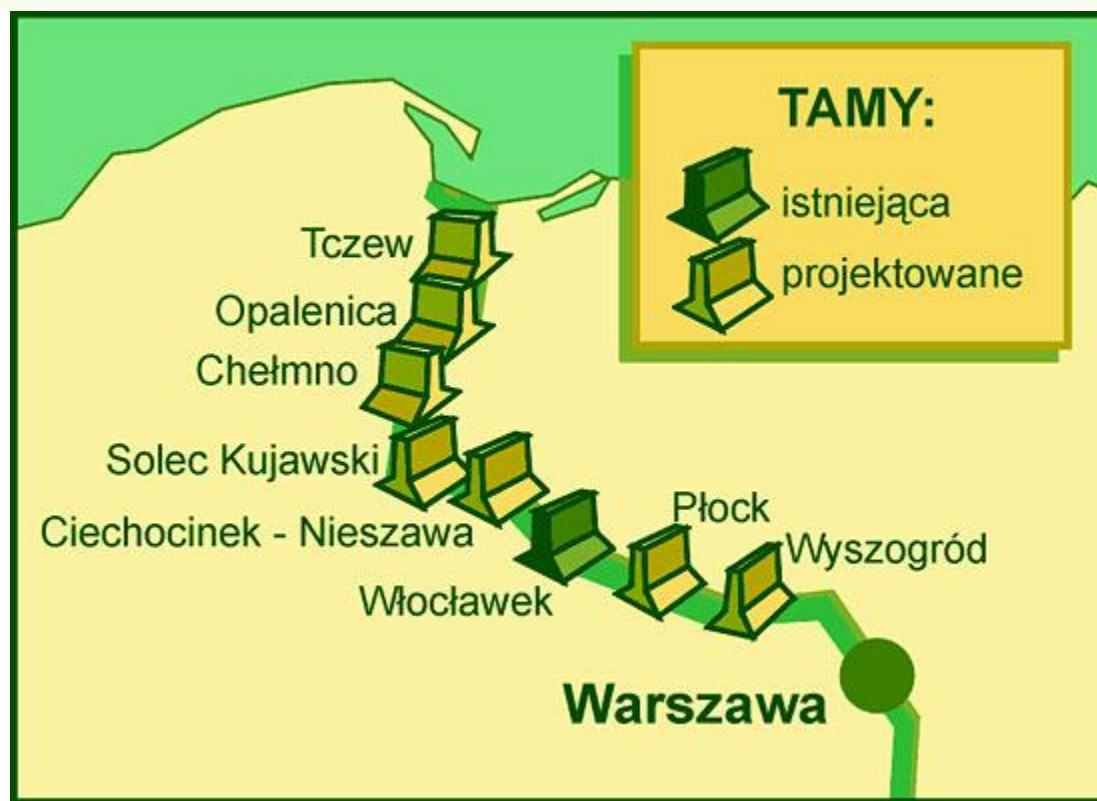 TAMY:
istniejąca
projektowane
Tczew
Opalenica
Chełmno
Solec Kujawski
Ciechocinek - Nieszawa
Włocławek
Płock
Wyszogród
Warszawa